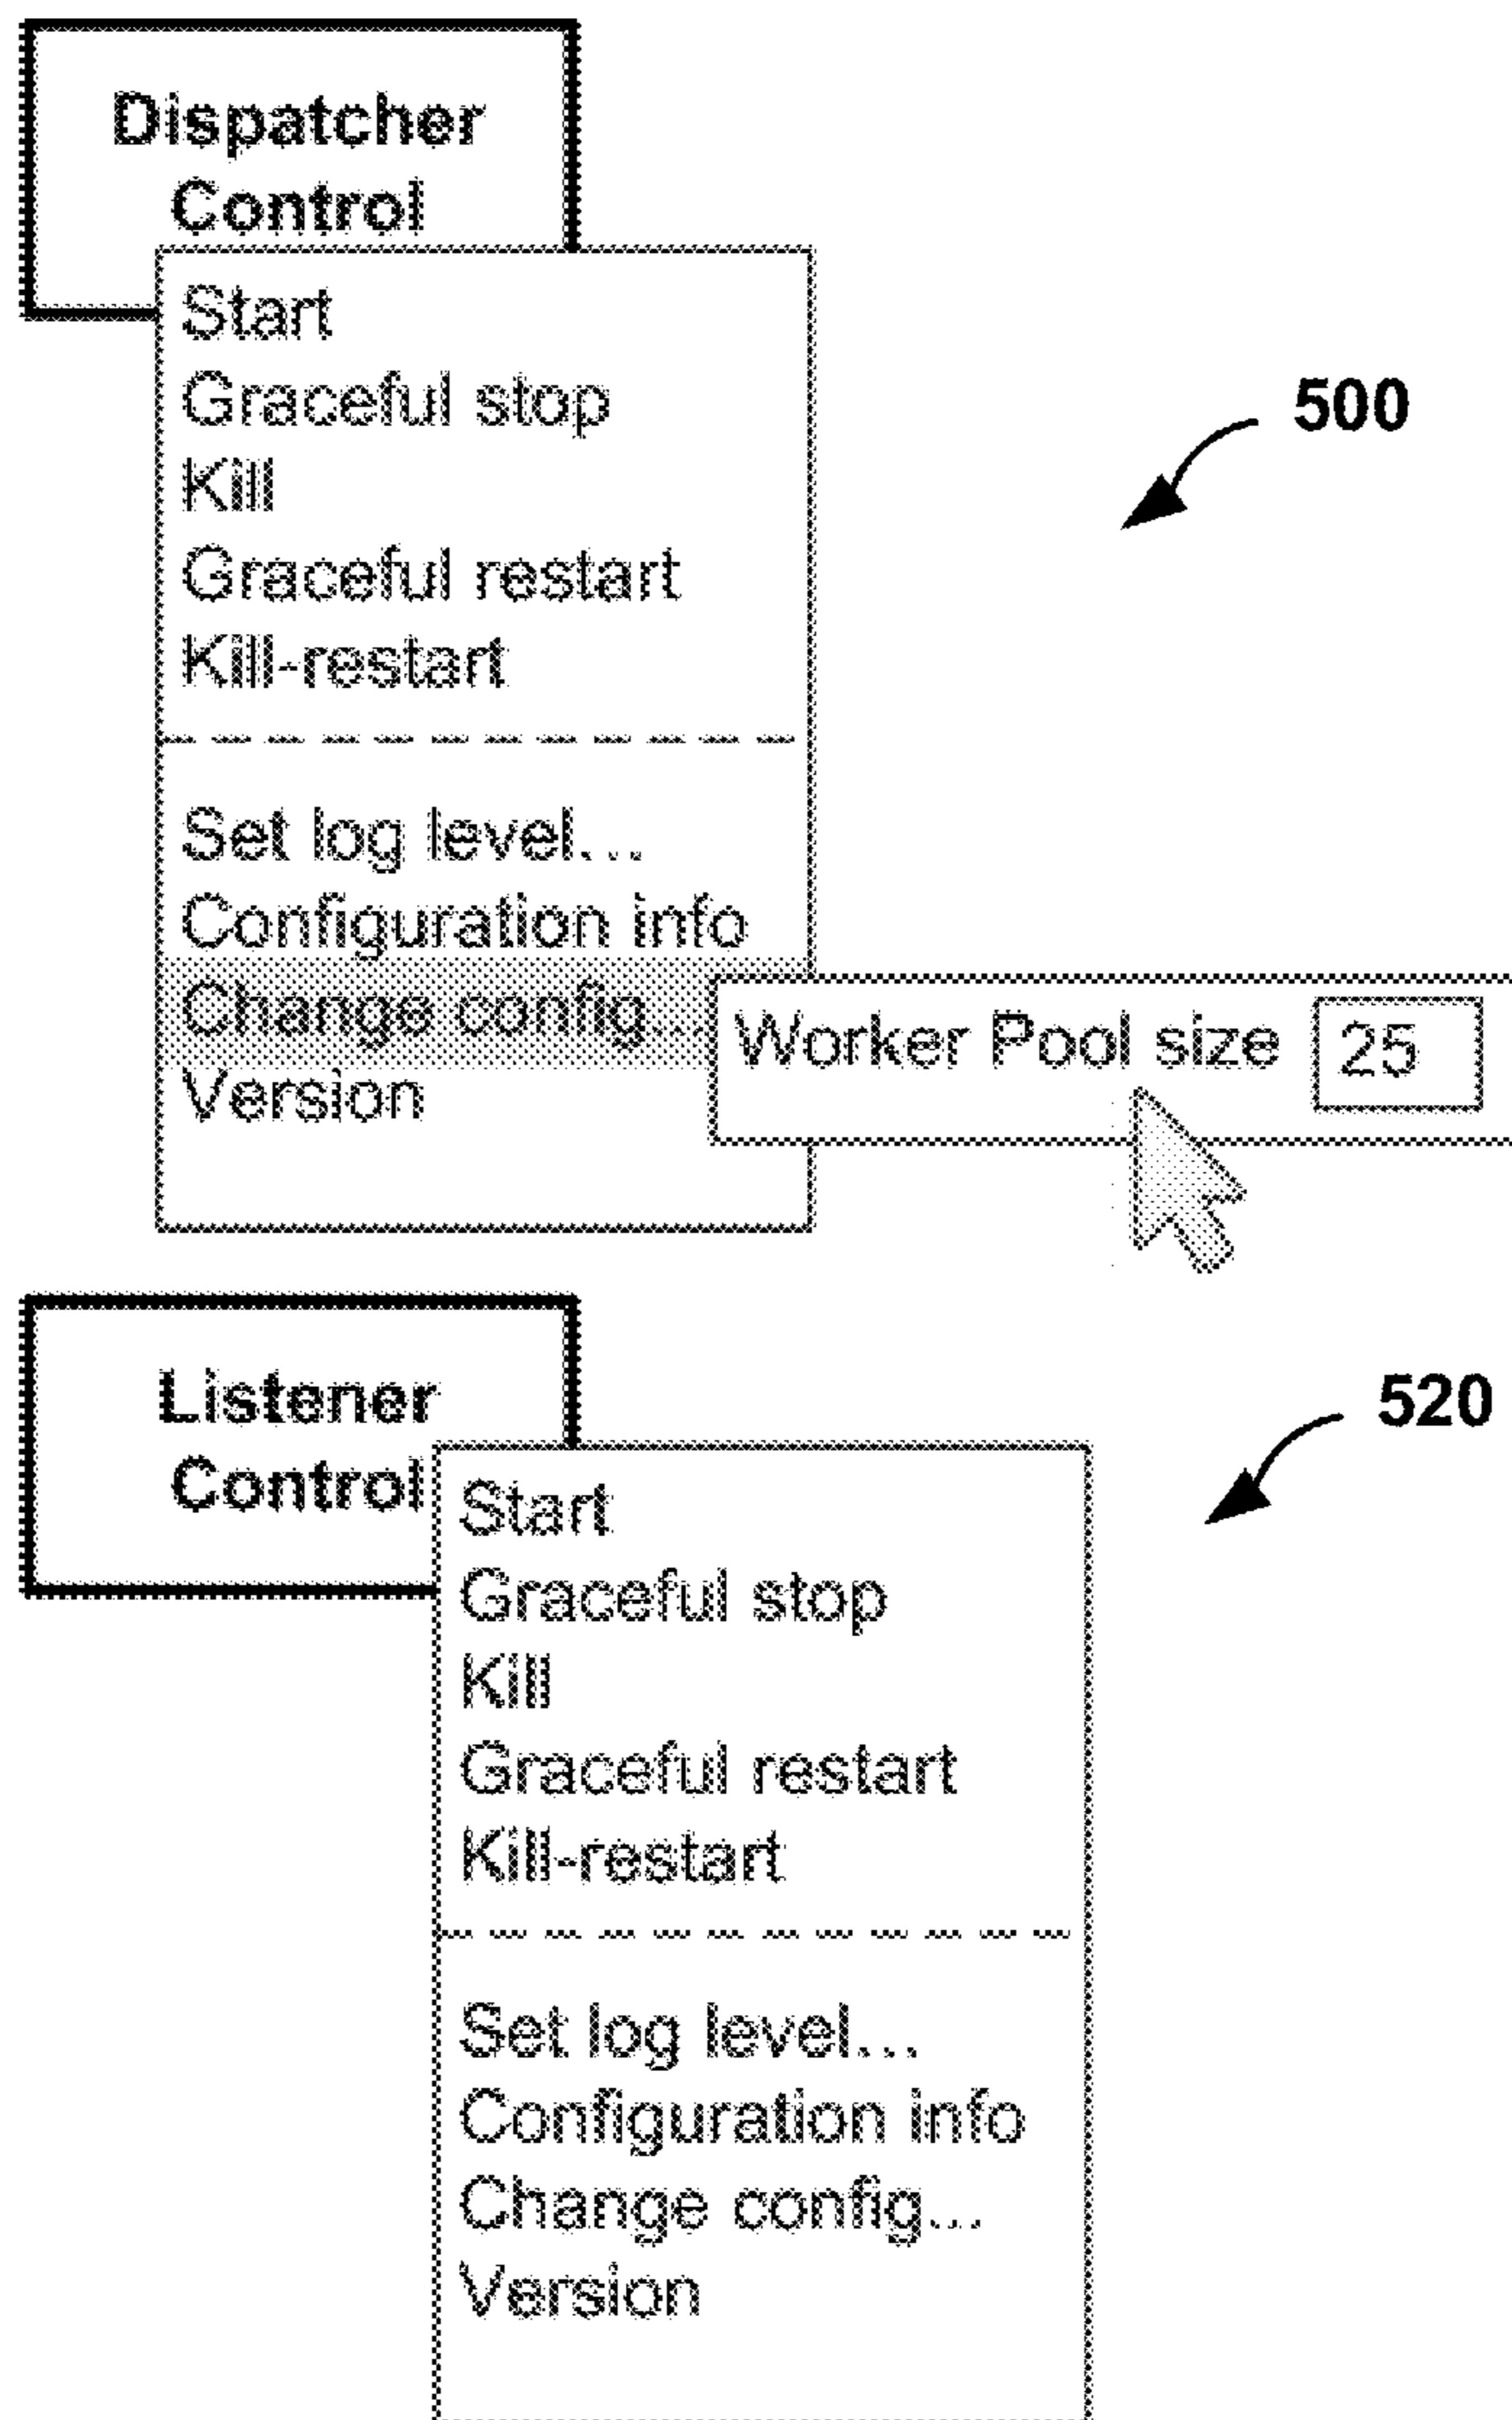 Dispatcher
Control
Start
Graceful stop
Kill
Graceful restart
Kill-restart
500
Set log level...
Configuration info
Change config...
Worker Pool size 25
Version
Listener
Control
520
Start
Graceful stop
Kill
Graceful restart
Kill-restart
Set log level...
Configuration info
Change config...
Version